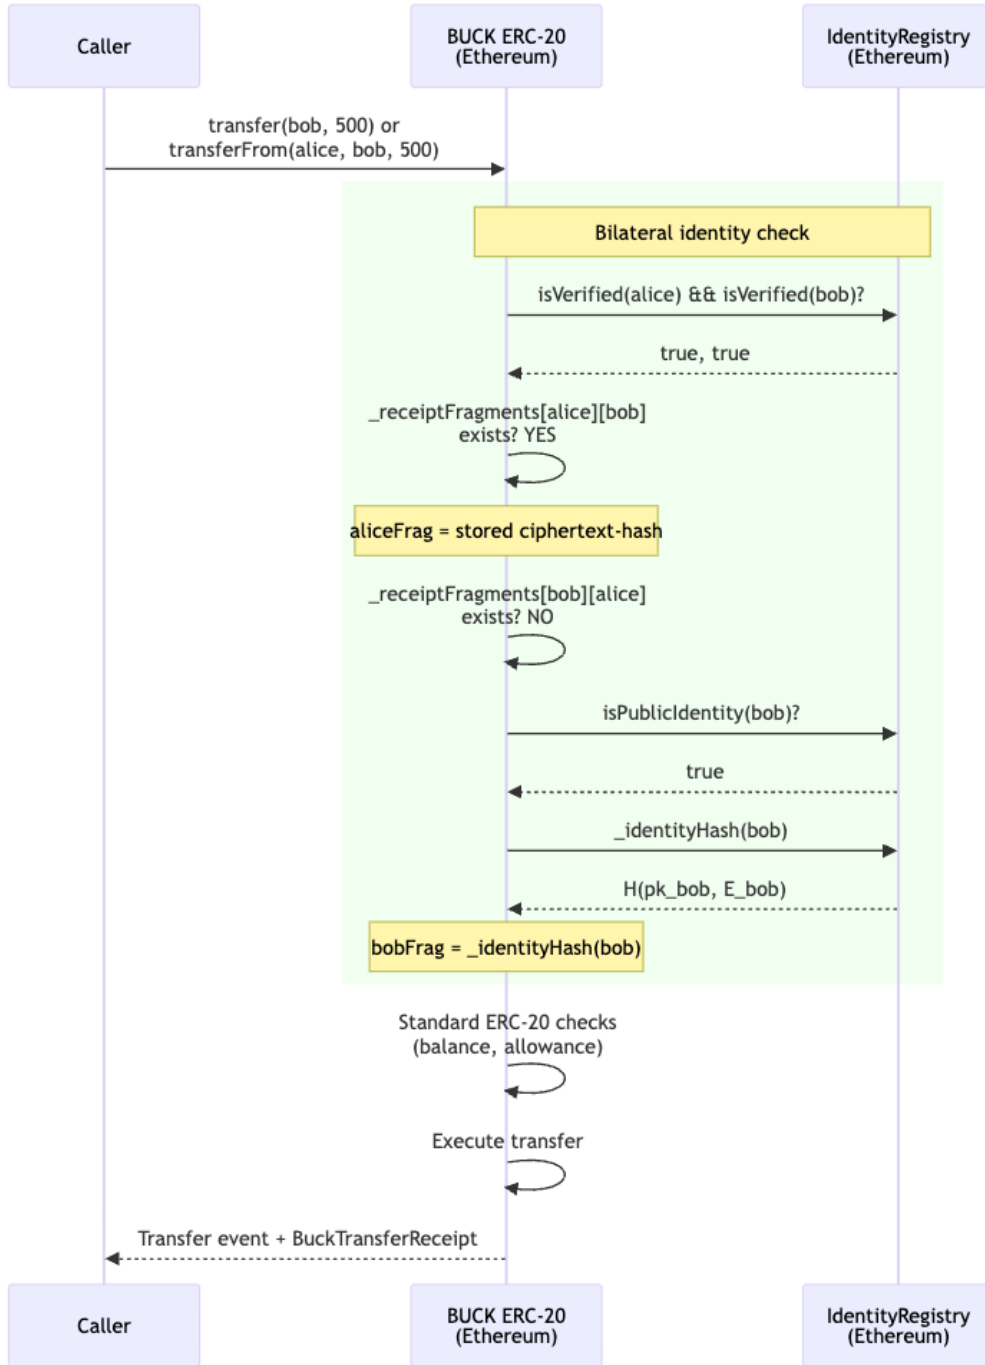 Caller
BUCK ERC-20
(Ethereum)
IdentityRegistry
(Ethereum)
transfer(bob, 500) or
transferFrom(alice, bob, 500)
Bilateral identity check
isVerified(alice) && isVerified(bob)?
true, true
_receiptFragments[alice][bob]
exists? YES
aliceFrag = stored ciphertext-hash
_receiptFragments[bob][alice]
exists? NO
isPublicIdentity(bob)?
true
_identityHash(bob)
H(pk_bob, E_bob)
bobFrag = _identityHash(bob)
Standard ERC-20 checks
(balance, allowance)
Execute transfer
Transfer event + BuckTransferReceipt
Caller
BUCK ERC-20
(Ethereum)
IdentityRegistry
(Ethereum)